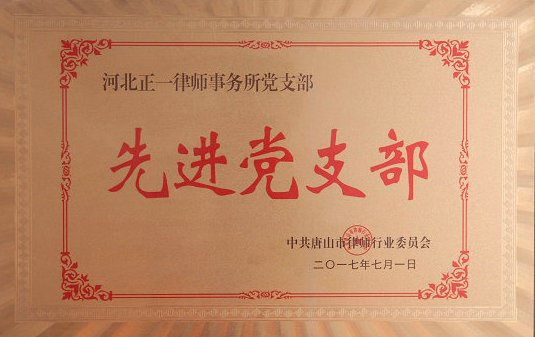 河北正一律师事务所党支部
先进党支部
中共唐山市律师行业委员会
二〇一七年七月一日